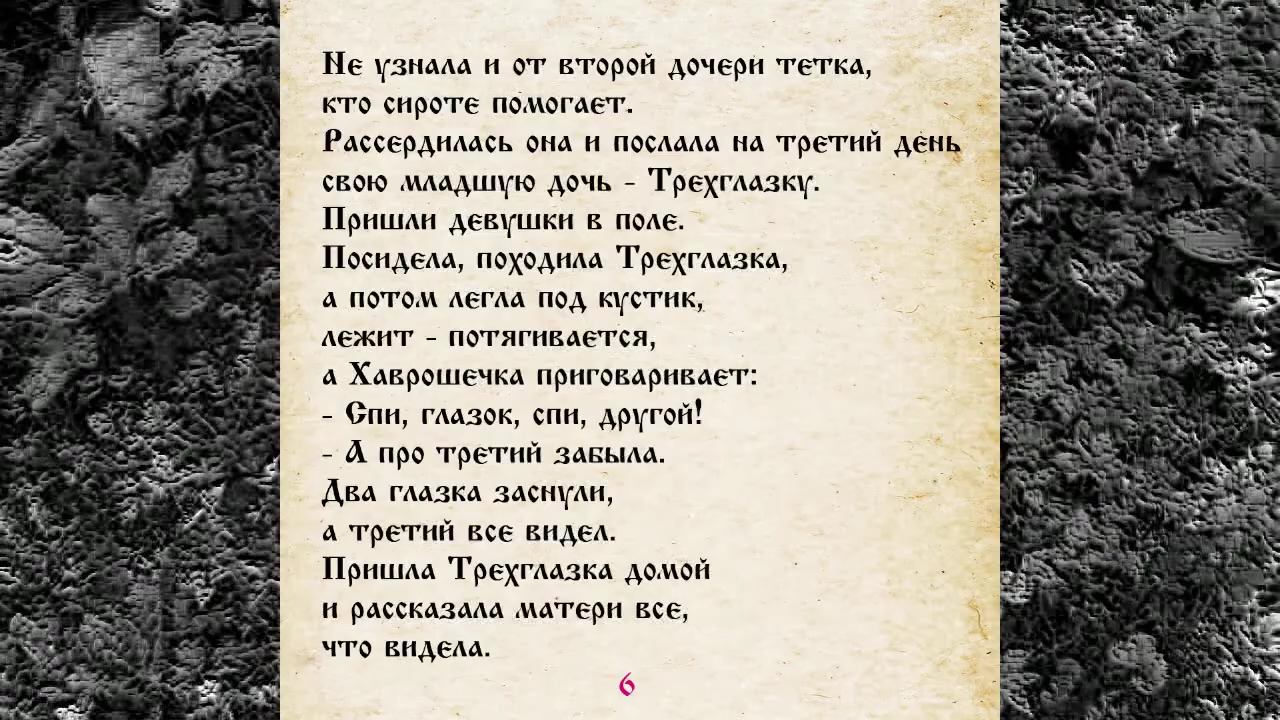 Не узнала и от второй дочери тетка,
кто сироте помогает.
Рассердилась она и послала на третий день
свою младшую дочь - Трехглазку.
Пришли девушки в поле.
Посидела, походила Трехглазка,
а потом легла под кустик,
лежит - потягивается,
а Хаврошечка приговаривает:
- Спи, глазок, спи, другой!
- А про третий забыла.
Два глазка заснули,
а третий все видел.
Пришла Трехглазка домой
и рассказала матери все,
что видела.
6